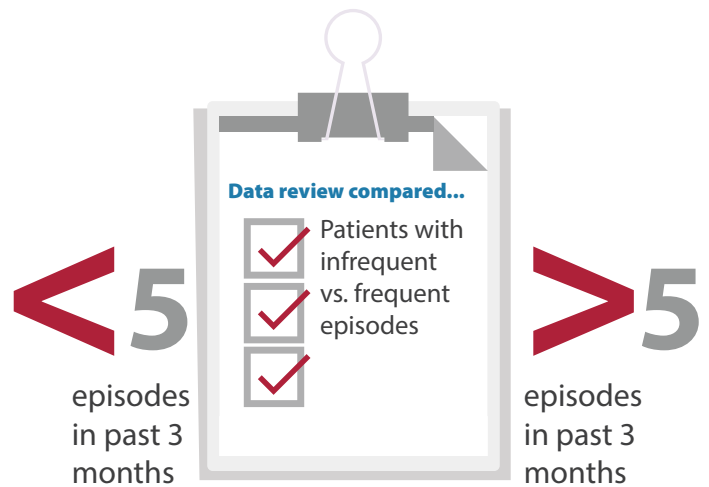 Data review compared...
Patients with
infrequent
vs. frequent
episodes
<5
episodes
in past 3
months
>5
episodes
in past 3
months